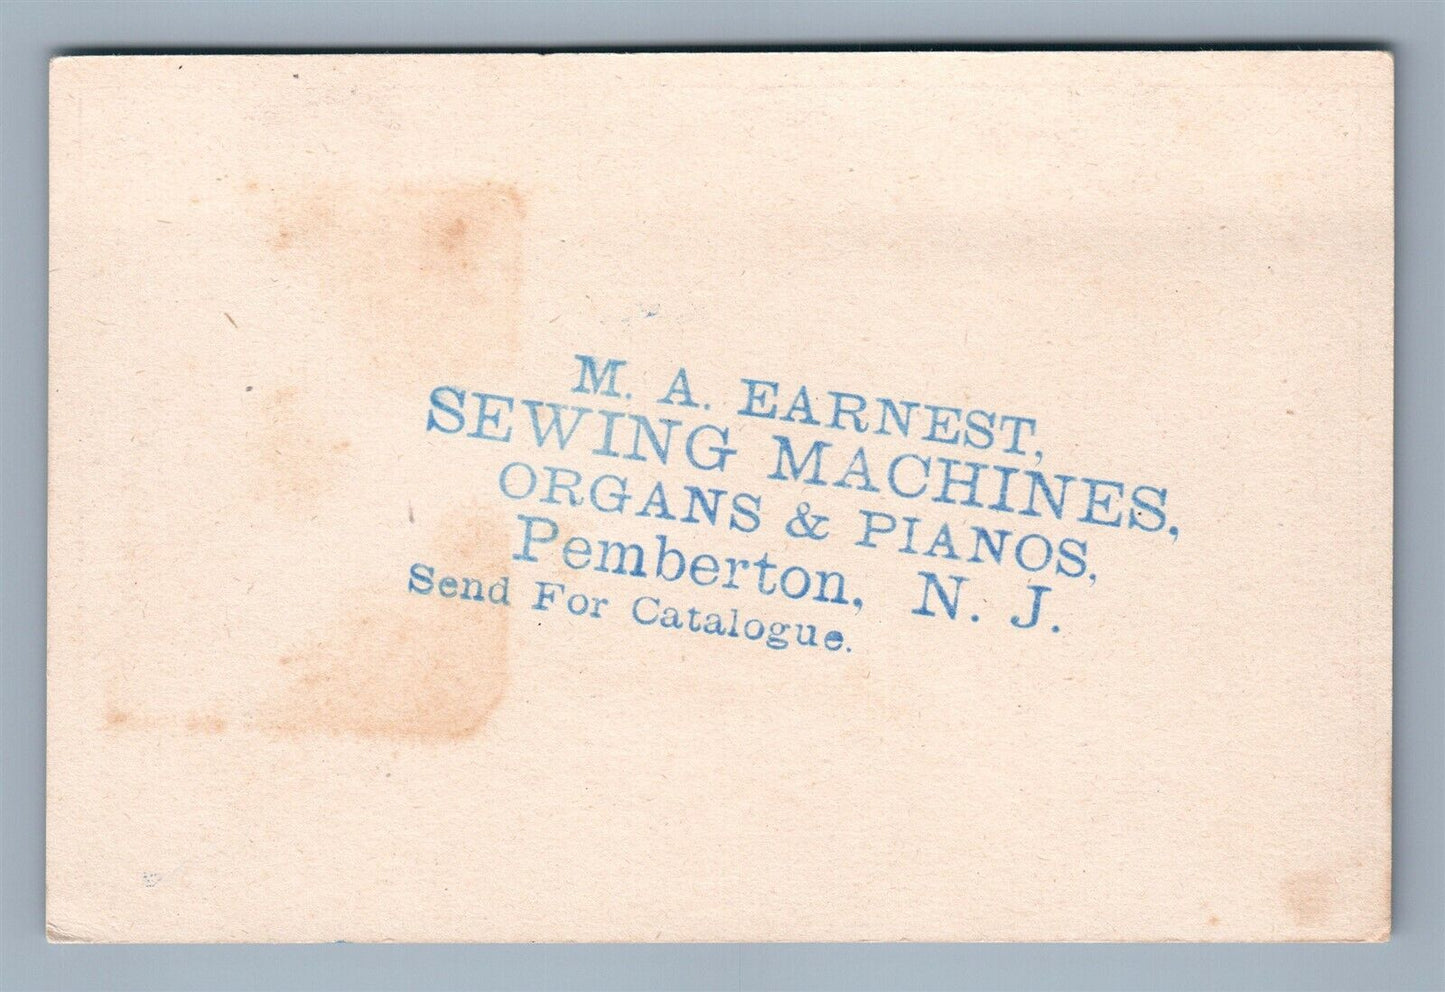 M. A. EARNEST,
SEWING MACHINES,
ORGANS & PIANOS,
Pemberton, N. J.
Send For Catalogue.